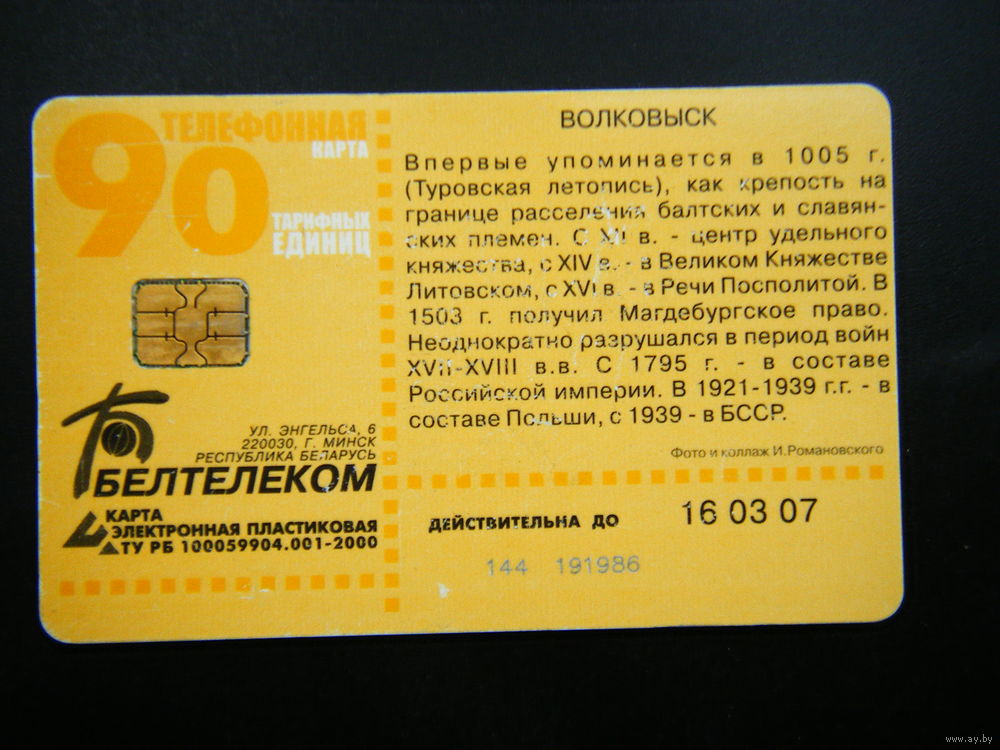 90
ТЕЛЕФОННАЯ
КАРТА
ТАРИФНЫХ
ЕДИНИЦ
ВОЛКОВЫСК
Впервые упоминается в 1005 г.
(Туровская летопись), как крепость на
границе расселения балтских и славян-
ских племен. С XII в. - центр удельного
княжества, с XIV в. - в Великом Княжестве
Литовском, с XVI в. - в Речи Посполитой. В
1503 г. получил Магдебургское право.
Неоднократно разрушался в период войн
XVII-XVIII в.в. С 1795 г. - в составе
Российской империи. В 1921-1939 г.г. - в
составе Польши, с 1939 - в БССР.
Фото и коллаж И.Романовского
УЛ. ЭНГЕЛЬСА, 6
220030, Г. МИНСК
РЕСПУБЛИКА БЕЛАРУСЬ
БЕЛТЕЛЕКОМ
КАРТА
ЭЛЕКТРОННАЯ ПЛАСТИКОВАЯ
ТУ РБ 100059904.001-2000
ДЕЙСТВИТЕЛЬНА ДО 16 03 07
144 191986
www.ay.by